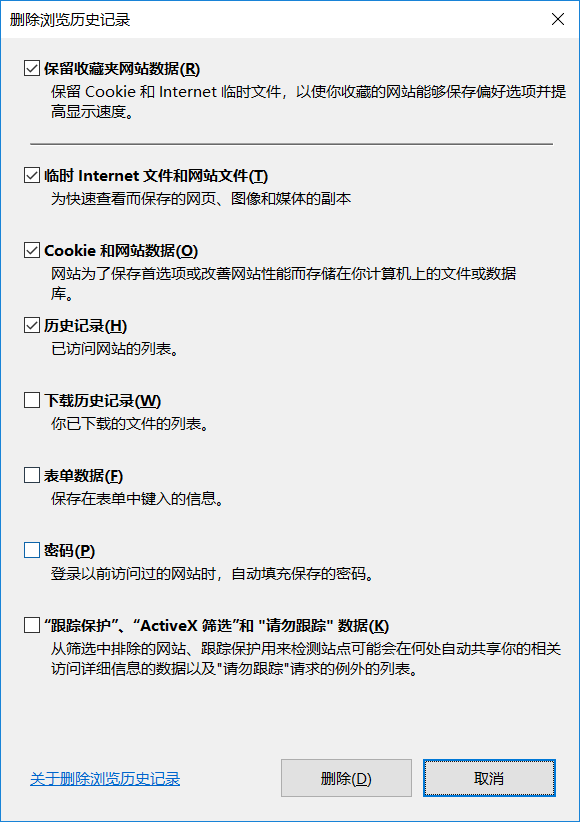 删除浏览历史记录
保留收藏夹网站数据(R)
保留 Cookie 和 Internet 临时文件，以使你收藏的网站能够保存偏好选项并提
高显示速度。
临时 Internet 文件和网站文件(T)
为快速查看而保存的网页、图像和媒体的副本
Cookie 和网站数据(O)
网站为了保存首选项或改善网站性能而存储在你计算机上的文件或数据
库。
历史记录(H)
已访问网站的列表。
下载历史记录(W)
你已下载的文件的列表。
表单数据(F)
保存在表单中键入的信息。
密码(P)
登录以前访问过的网站时，自动填充保存的密码。
“跟踪保护”、“ActiveX 筛选”和 "请勿跟踪" 数据(K)
从筛选中排除的网站、跟踪保护用来检测站点可能会在何处自动共享你的相关
访问详细信息的数据以及"请勿跟踪"请求的例外的列表。
关于删除浏览历史记录
删除(D)
取消